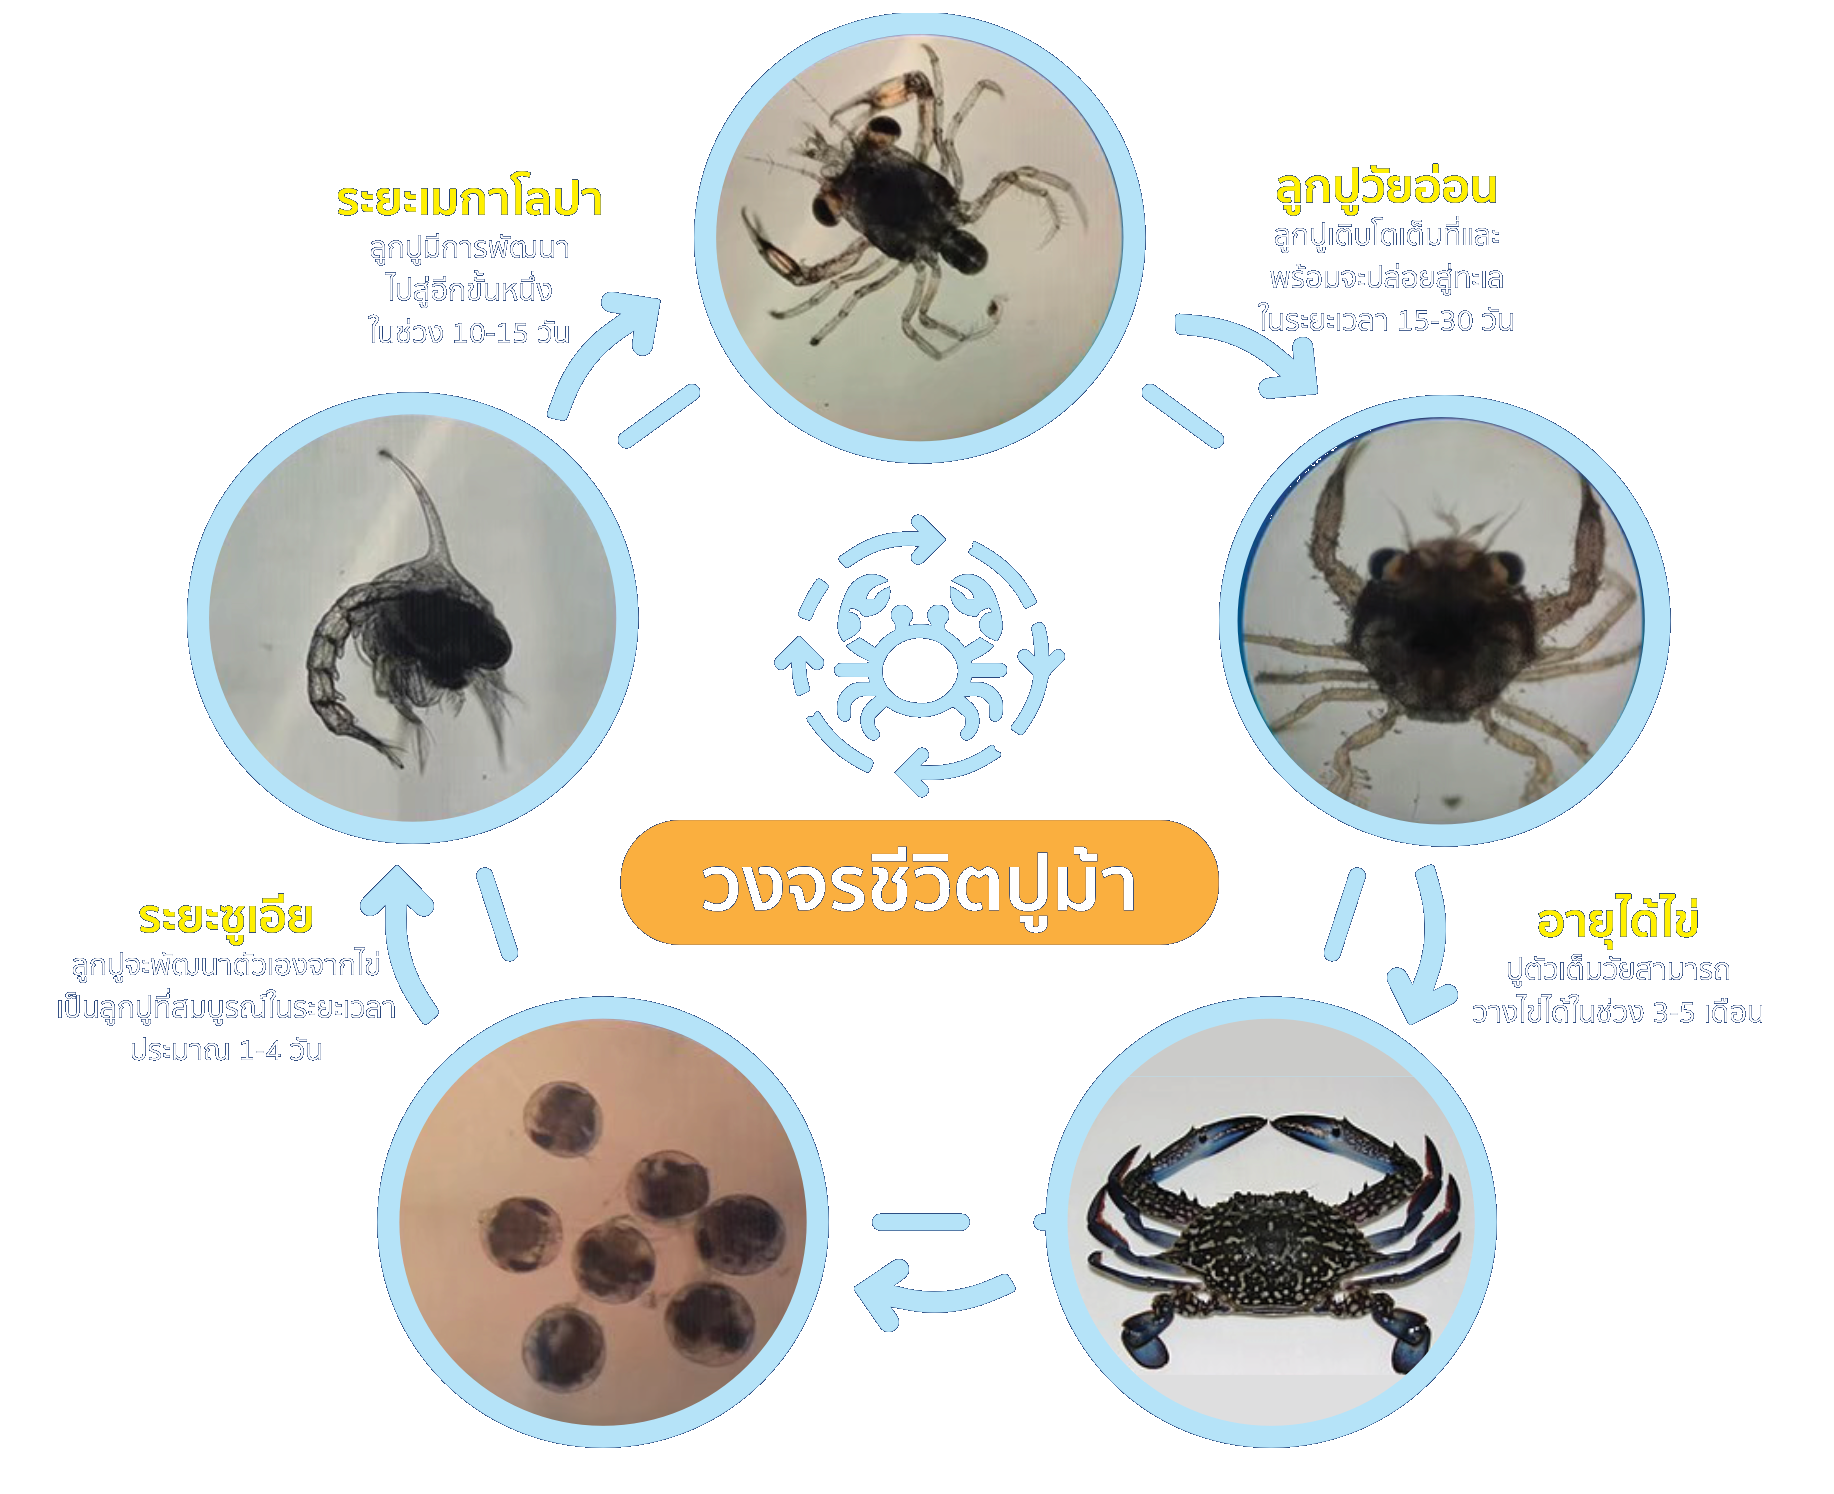 ระยะเมกาโลปา
ลูกปูมีการพัฒนา
ไปสู่อีกขั้นหนึ่ง
ในช่วง 10-15 วัน
ลูกปูวัยอ่อน
ลูกปูเติบโตเต็มที่และ
พร้อมจะปล่อยสู่ทะเล
ในระยะเวลา 15-30 วัน
วงจรชีวิตปูม้า
ระยะซูเอีย
ลูกปูจะพัฒนาตัวเองจากไข่
เป็นลูกปูที่สมบูรณ์ในระยะเวลา
ประมาณ 1-4 วัน
อายุได้ไข่
ปูตัวเต็มวัยสามารถ
วางไข่ได้ในช่วง 3-5 เดือน